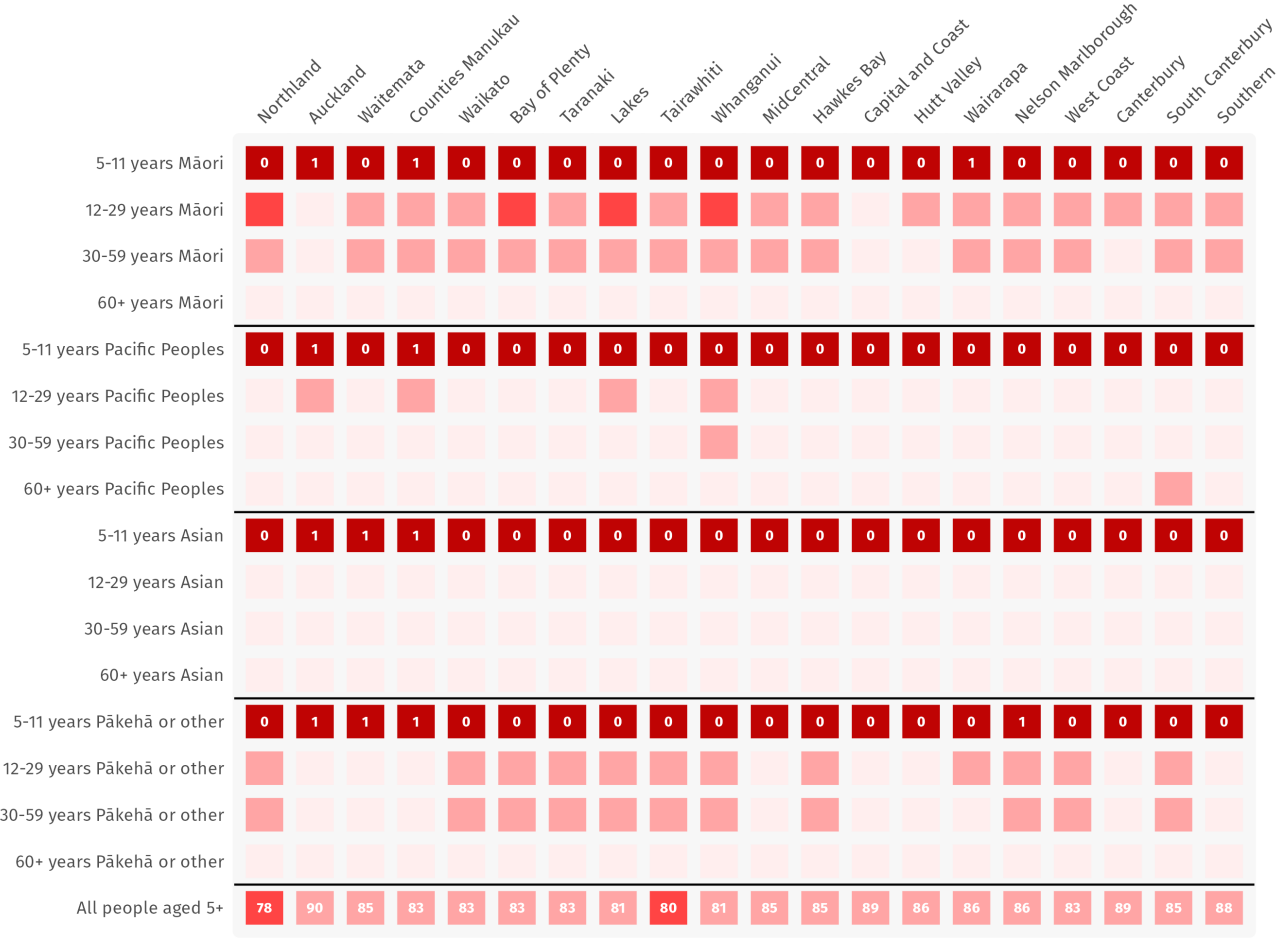 Northland Auckland Waitemata Counties Manukau Waikato Bay of Plenty Taranaki Lakes Tairawhiti Whanganui MidCentral Hawkes Bay Capital and Coast Hutt Valley Wairarapa Nelson Marlborough West Coast Canterbury South Canterbury Southern
5-11 years Māori 0 1 0 1 0 0 0 0 0 0 0 0 0 0 1 0 0 0 0 0
12-29 years Māori
30-59 years Māori
60+ years Māori
5-11 years Pacific Peoples 0 1 0 1 0 0 0 0 0 0 0 0 0 0 0 0 0 0 0 0
12-29 years Pacific Peoples
30-59 years Pacific Peoples
60+ years Pacific Peoples
5-11 years Asian 0 1 1 1 0 0 0 0 0 0 0 0 0 0 0 0 0 0 0 0
12-29 years Asian
30-59 years Asian
60+ years Asian
5-11 years Pākehā or other 0 1 1 1 0 0 0 0 0 0 0 0 0 0 0 1 0 0 0 0
12-29 years Pākehā or other
30-59 years Pākehā or other
60+ years Pākehā or other
All people aged 5+ 78 90 85 83 83 83 83 81 80 81 85 85 89 86 86 86 83 89 85 88